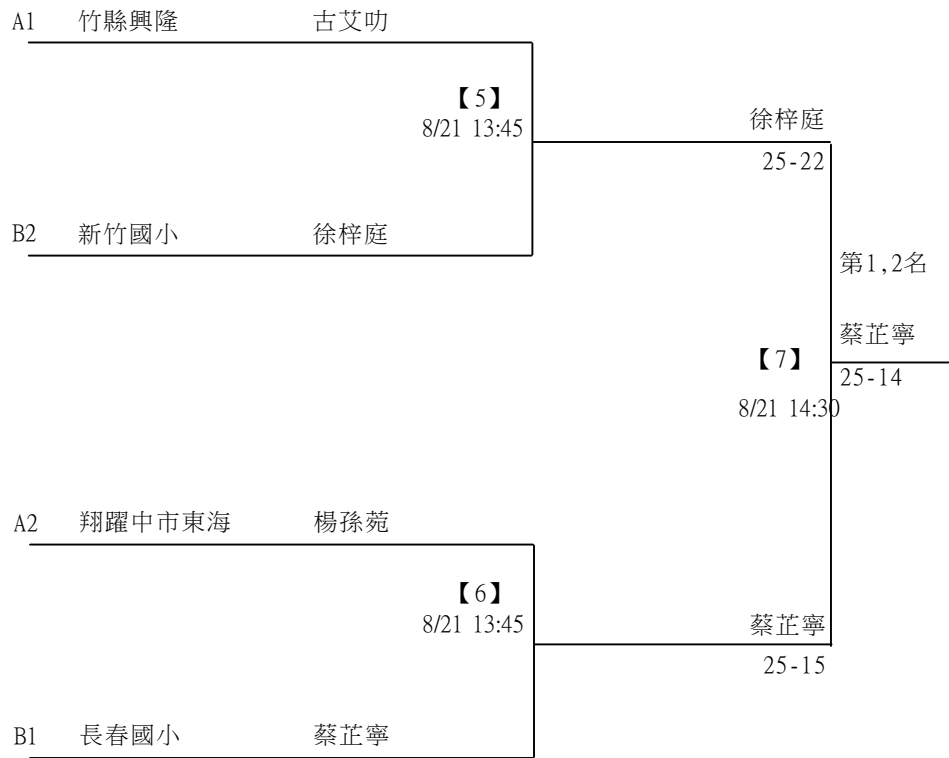 A1 竹縣興隆 古艾叻
【5】
8/21 13:45
徐梓庭
25-22
B2 新竹國小 徐梓庭
第1,2名
蔡芷寧
【7】
25-14
8/21 14:30
A2 翔躍中市東海 楊孫菀
【6】
8/21 13:45
蔡芷寧
25-15
B1 長春國小 蔡芷寧